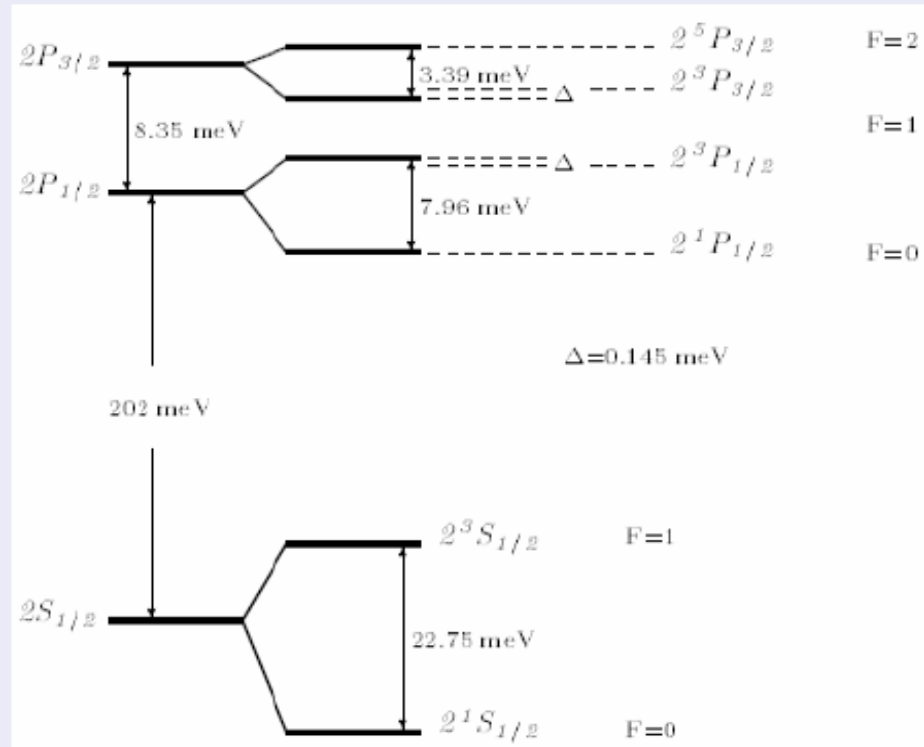 2P3/2
2 5P3/2 F=2
3.39 meV
Δ
2 3P3/2
8.35 meV
F=1
2P1/2
Δ
2 3P1/2
7.96 meV
2 1P1/2 F=0
Δ=0.145 meV
202 meV
2 3S1/2 F=1
2S1/2
22.75 meV
2 1S1/2 F=0